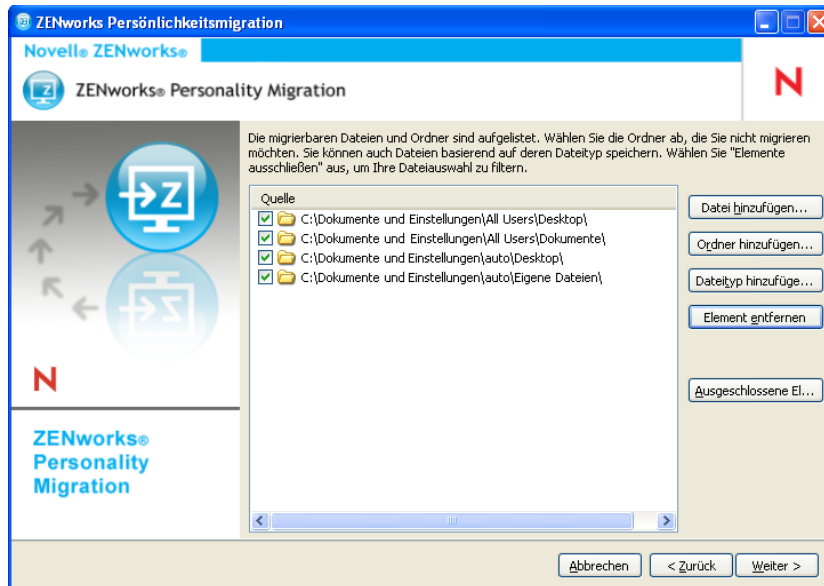 ZENworks Persönlichkeitsmigration
Novell® ZENworks®
ZENworks® Personality Migration
N
Die migrierbaren Dateien und Ordner sind aufgelistet. Wählen Sie die Ordner ab, die Sie nicht migrieren
möchten. Sie können auch Dateien basierend auf deren Dateityp speichern. Wählen Sie "Elemente
ausschließen" aus, um Ihre Dateiauswahl zu filtern.
Quelle
C:\Dokumente und Einstellungen\All Users\Desktop\
C:\Dokumente und Einstellungen\All Users\Dokumente\
C:\Dokumente und Einstellungen\auto\Desktop\
C:\Dokumente und Einstellungen\auto\Eigene Dateien\
Datei hinzufügen...
Ordner hinzufügen...
Dateityp hinzufüge...
Element entfernen
Ausgeschlossene El...
Z
N
ZENworks®
Personality
Migration
Abbrechen
< Zurück
Weiter >